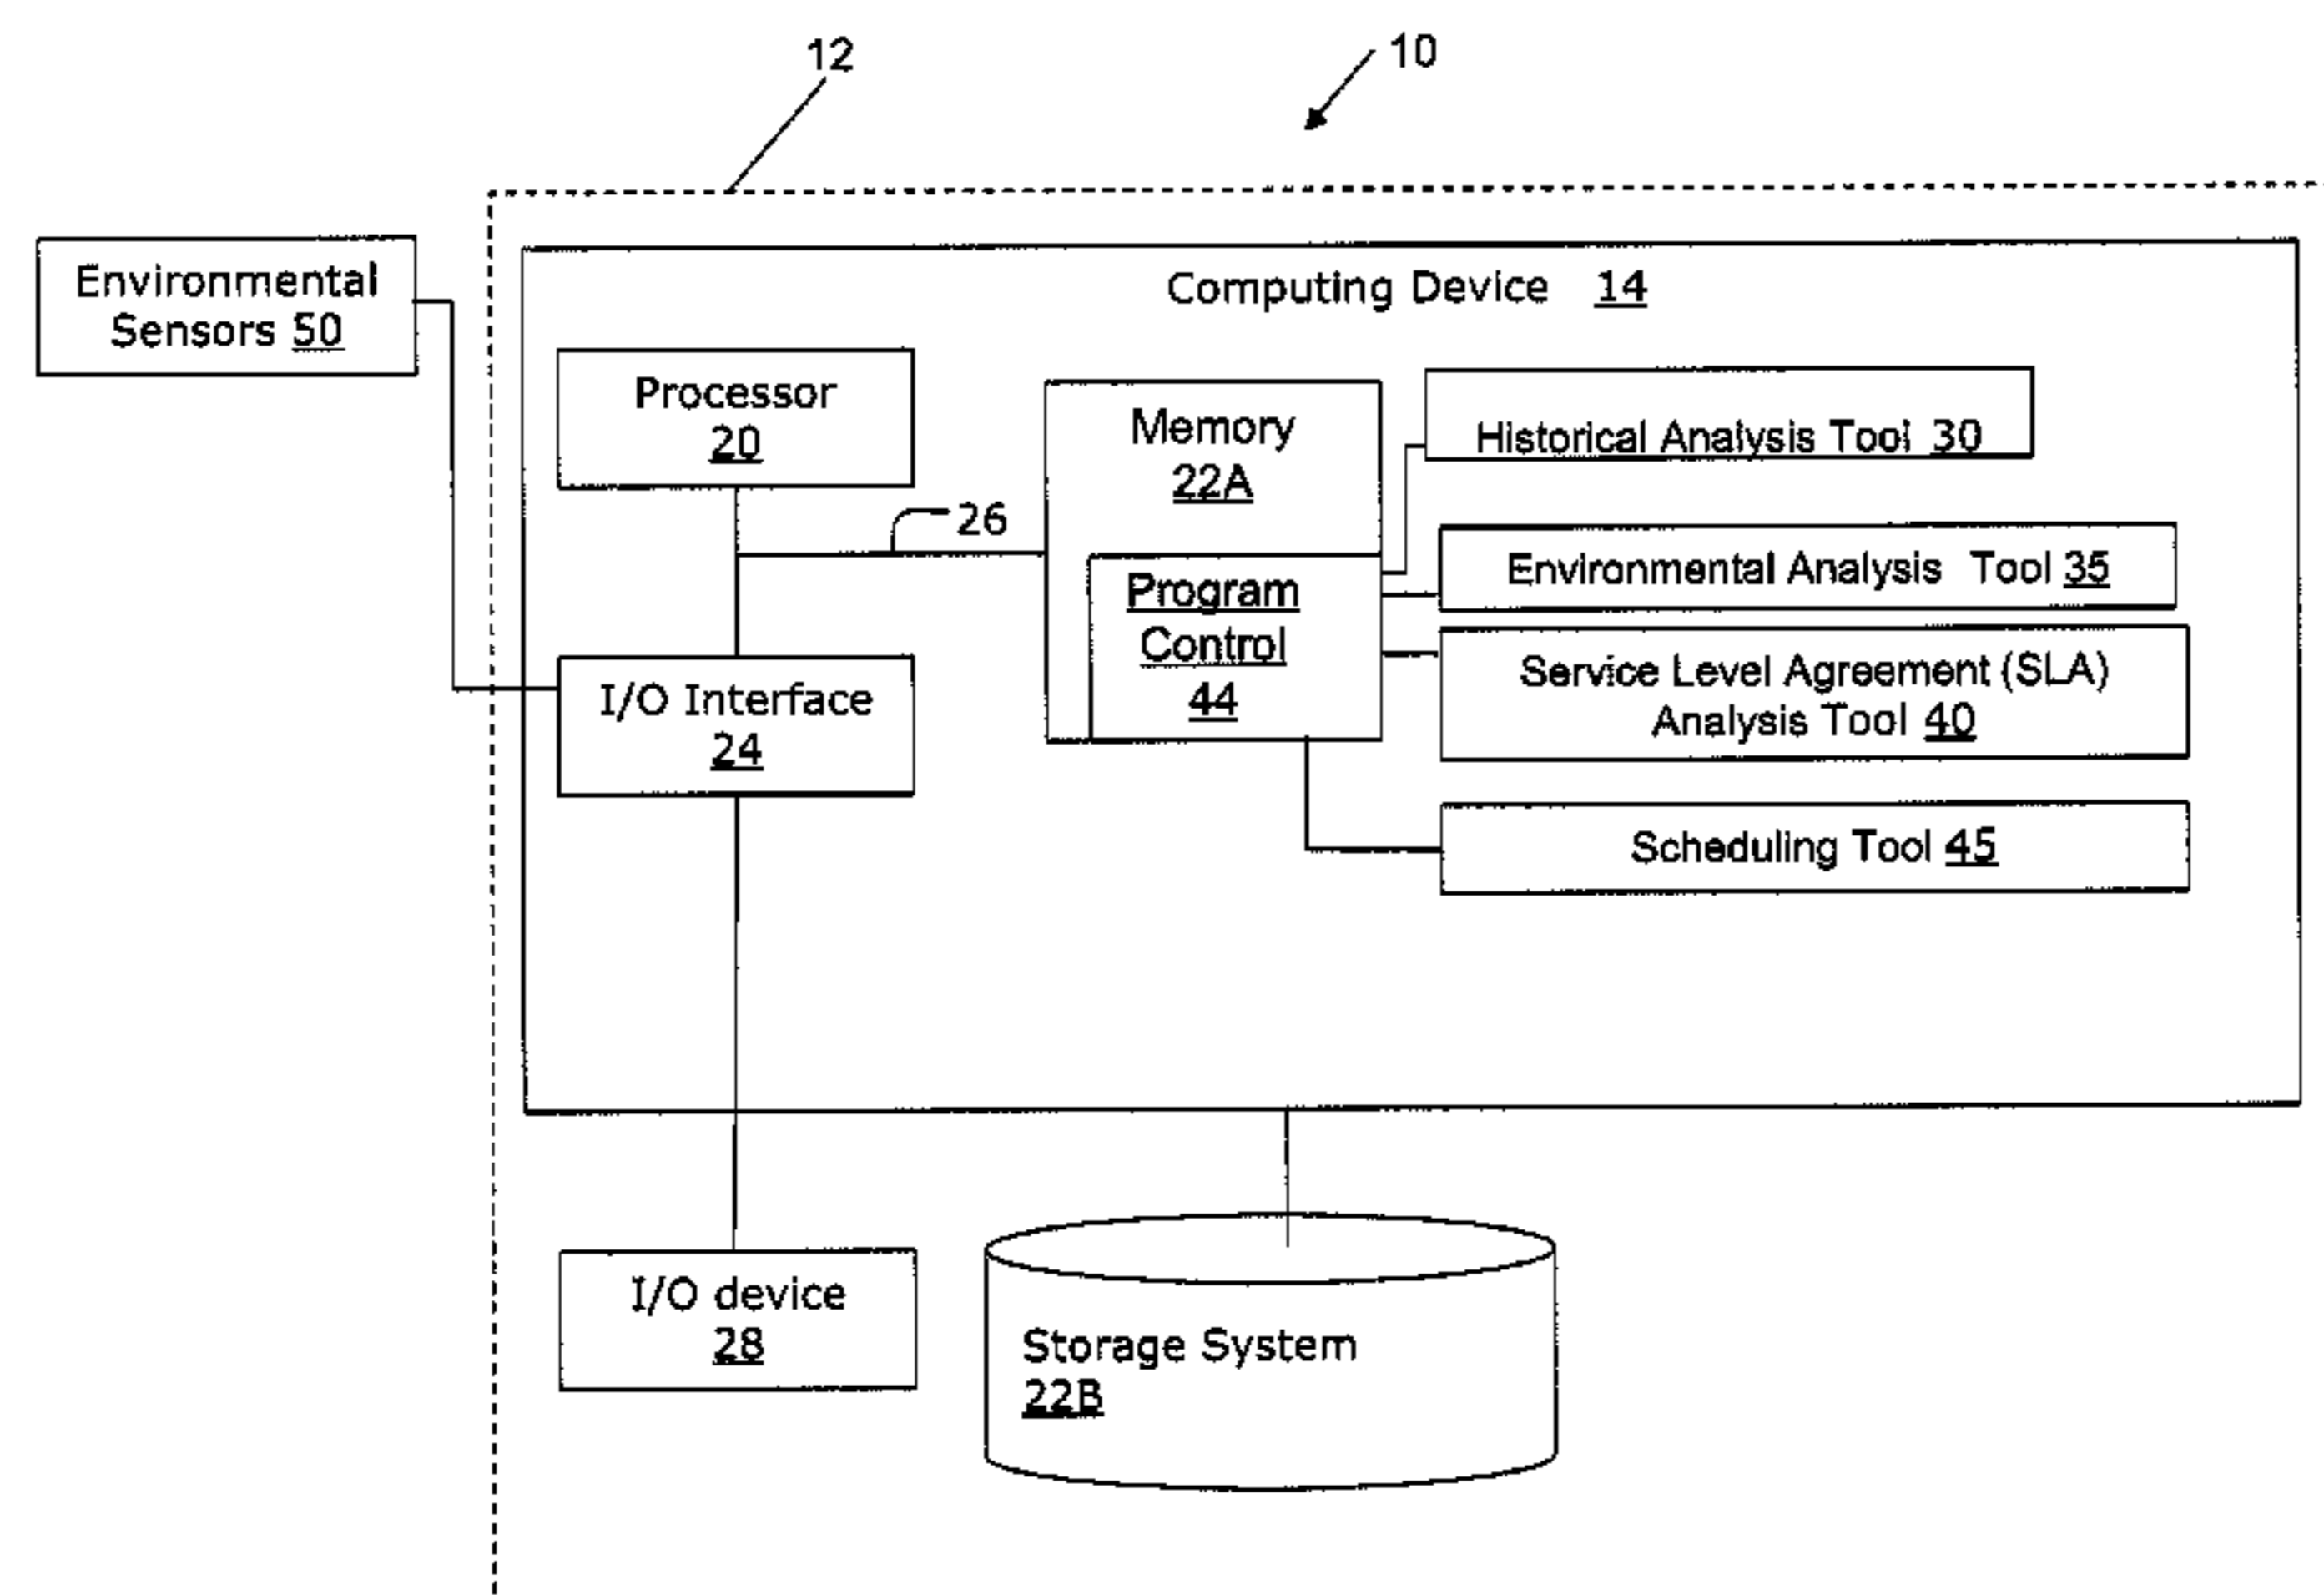 12
10
Environmental
Sensors 50
Computing Device 14
Processor
20
Memory
22A
Historical Analysis Tool 30
26
Environmental Analysis Tool 35
Program
Control
44
Service Level Agreement (SLA)
Analysis Tool 40
I/O Interface
24
Scheduling Tool 45
I/O device
28
Storage System
22B